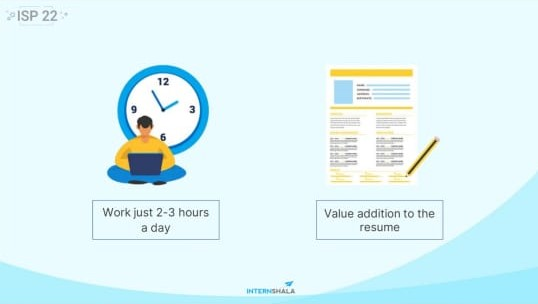 ISP 22
12
9
3
6
Work just 2-3 hours
a day
Value addition to the
resume
INTERNSHALA